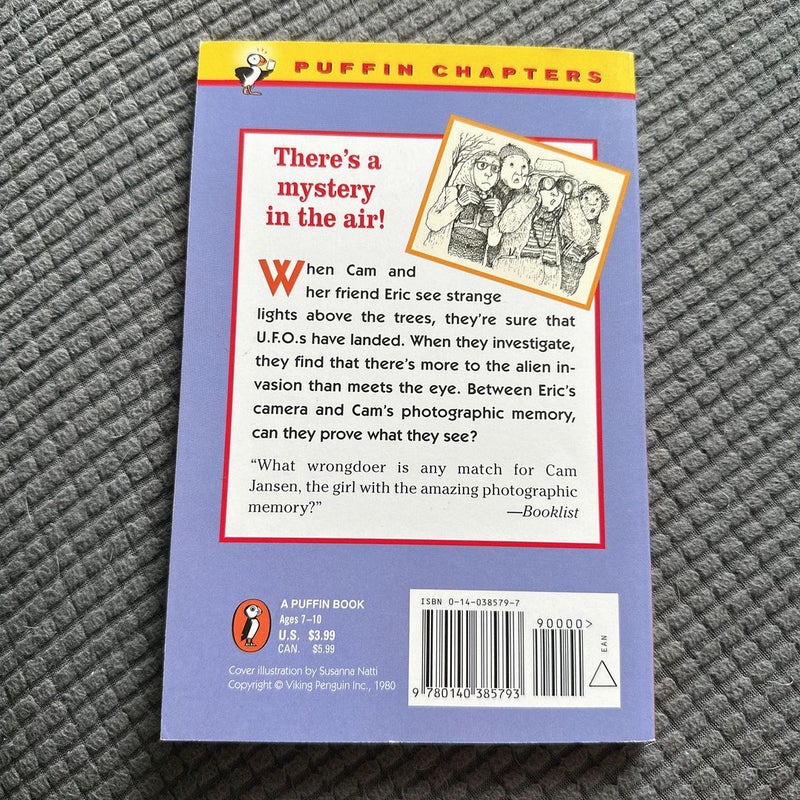 PUFFIN CHAPTERS
There's a
mystery
in the air!
When Cam and
her friend Eric see strange
lights above the trees, they're sure that
U.F.O.s have landed. When they investigate,
they find that there's more to the alien in-
vasion than meets the eye. Between Eric's
camera and Cam's photographic memory,
can they prove what they see?
"What wrongdoer is any match for Cam
Jansen, the girl with the amazing photographic
memory?" —Booklist
A PUFFIN BOOK
Ages 7–10
U.S. $3.99
CAN. $5.99
Cover illustration by Susanna Natti
Copyright © Viking Penguin Inc., 1980
ISBN 0-14-038579-7
90000>
EAN
9 780140 385793